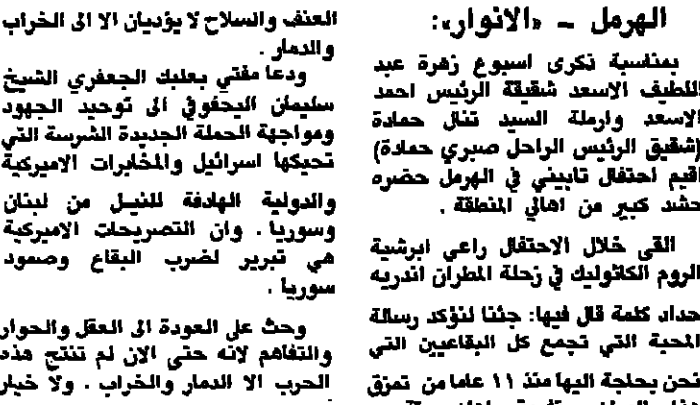 الهرمل ـ «الانوار»:
بمناسبة ذكرى اسبوع زهرة عبد
اللطيف الاسعد شقيقة الرئيس احمد
الاسعد وارملة السيد تنال حمادة
(شقيق الرئيس الراحل صبري حمادة)
اقيم احتفال تابيني في الهرمل حضره
حشد كبير من اهالي المنطقة .
القى خلال الاحتفال راعي ابرشية
الروم الكاثوليك في زحلة المطران اندريه
حداد كلمة قال فيها: جئنا لنؤكد رسالة
المحبة التي تجمع كل البقاعيين التي
نحن بحاجة اليها منذ ١١ عاما من تمزق
العنف والسلاح لا يؤديان الا الى الخراب
والدمار .
ودعا مفتي بعلبك الجعفري الشيخ
سليمان اليحفوفي الى توحيد الجهود
ومواجهة الحملة الجديدة الشرسة التي
تحيكها اسرائيل والمخابرات الاميركية
والدولية الهادفة للنيل من لبنان
وسوريا . وان التصريحات الاميركية
هي تبرير لضرب البقاع وصمود
سوريا .
وحث على العودة الى العقل والحوار
والتفاهم لانه حتى الان لم تنتج هذه
الحرب الا الدمار والخراب . ولا خيار